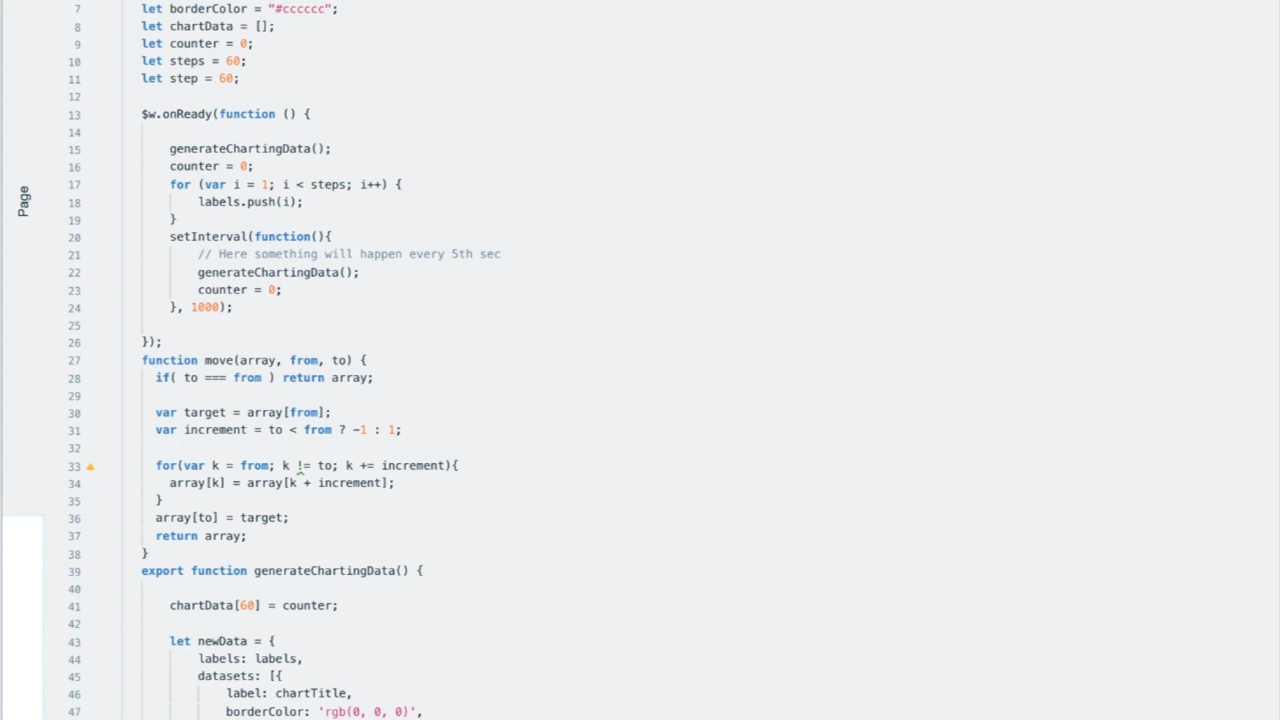 Page
7 let borderColor = "#cccccc";
8 let chartData = [];
9 let counter = 0;
10 let steps = 60;
11 let step = 60;
12
13 $w.onReady(function () {
14
15 generateChartingData();
16 counter = 0;
17 for (var i = 1; i < steps; i++) {
18 labels.push(i);
19 }
20 setInterval(function(){
21 // Here something will happen every 5th sec
22 generateChartingData();
23 counter = 0;
24 }, 1000);
25
26 });
27 function move(array, from, to) {
28 if( to === from ) return array;
29
30 var target = array[from];
31 var increment = to < from ? -1 : 1;
32
33 for(var k = from; k != to; k += increment){
34 array[k] = array[k + increment];
35 }
36 array[to] = target;
37 return array;
38 }
39 export function generateChartingData() {
40
41 chartData[60] = counter;
42
43 let newData = {
44 labels: labels,
45 datasets: [{
46 label: chartTitle,
47 borderColor: 'rgb(0, 0, 0)',